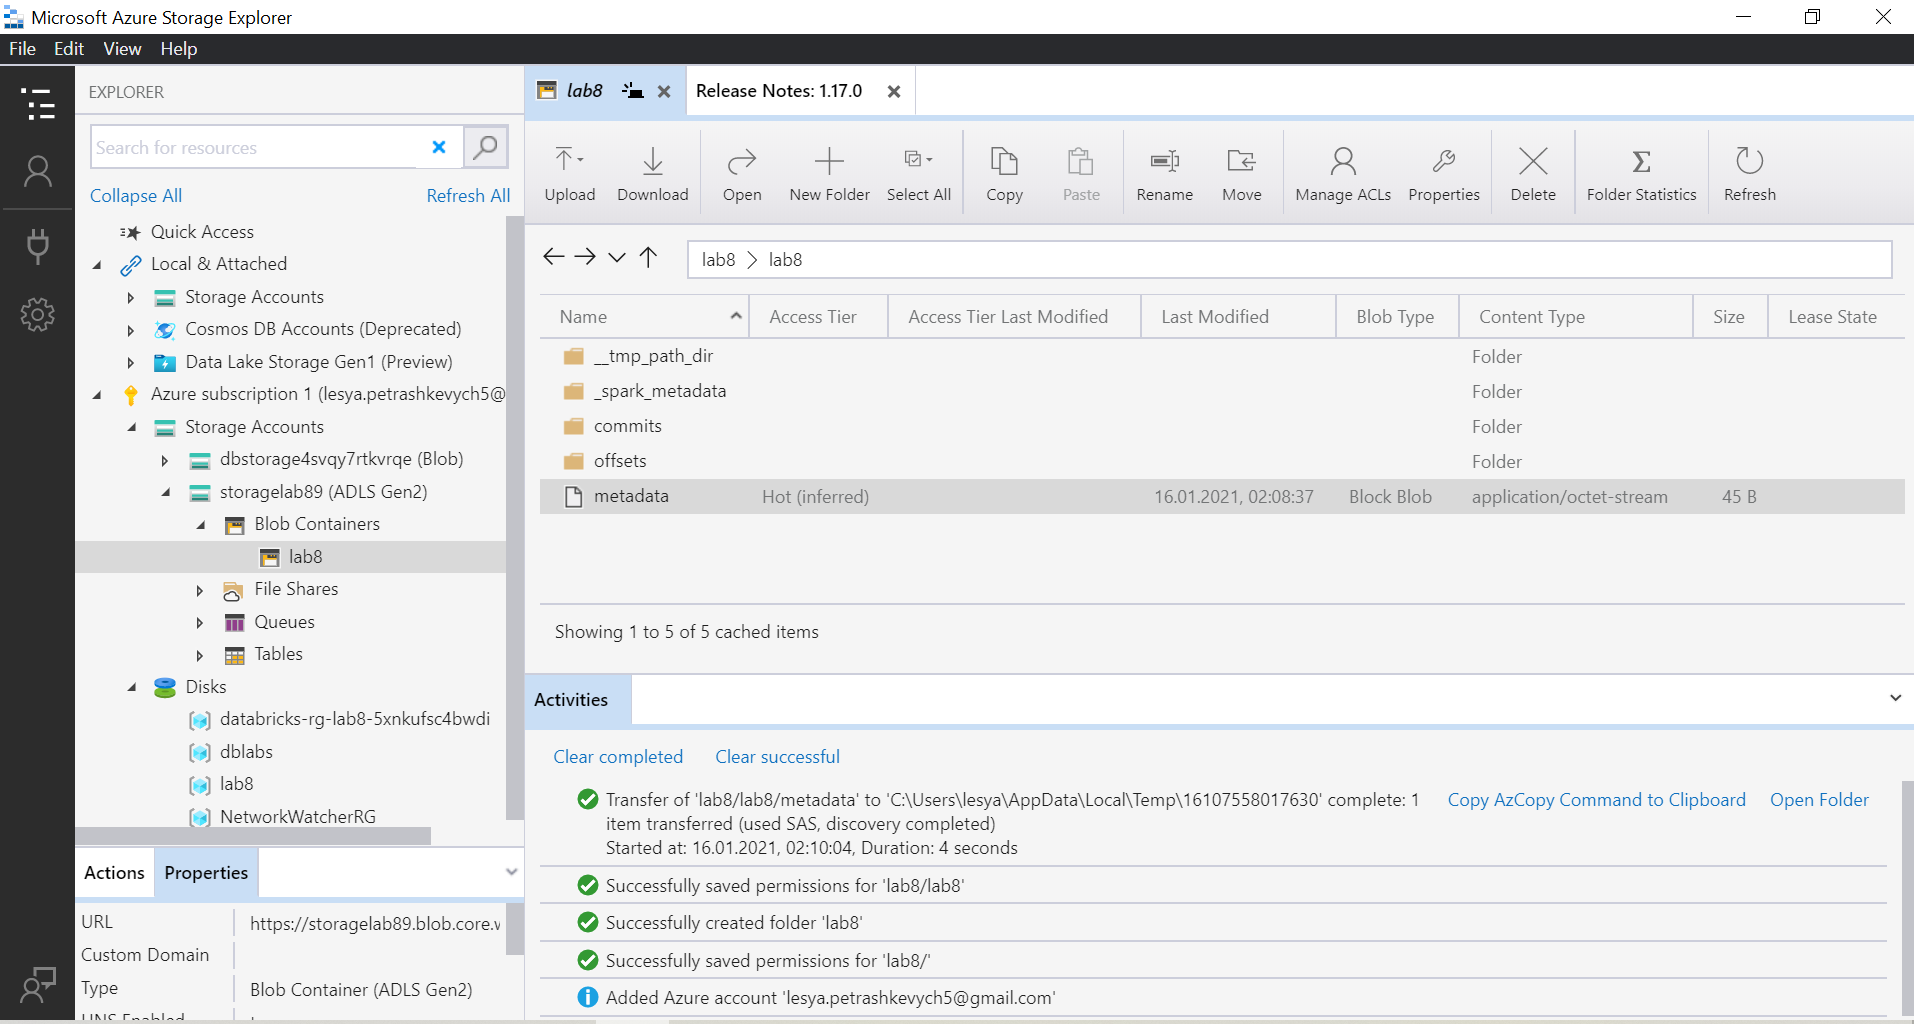 Microsoft Azure Storage Explorer
File Edit View Help
EXPLORER
Search for resources
Collapse All Refresh All
Quick Access
Local & Attached
Storage Accounts
Cosmos DB Accounts (Deprecated)
Data Lake Storage Gen1 (Preview)
Azure subscription 1 (lesya.petrashkevych5@
Storage Accounts
dbstorage4svqy7rtkvrqe (Blob)
storagelab89 (ADLS Gen2)
Blob Containers
lab8
File Shares
Queues
Tables
Disks
databricks-rg-lab8-5xnkufsc4bwdi
dblabs
lab8
NetworkWatcherRG
Actions Properties
URL https://storagelab89.blob.core.w
Custom Domain
Type Blob Container (ADLS Gen2)
HNS Enabled
lab8 Release Notes: 1.17.0
Upload Download Open New Folder Select All Copy Paste Rename Move Manage ACLs Properties Delete Folder Statistics Refresh
lab8 > lab8
Name Access Tier Access Tier Last Modified Last Modified Blob Type Content Type Size Lease State
__tmp_path_dir Folder
_spark_metadata Folder
commits Folder
offsets Folder
metadata Hot (inferred) 16.01.2021, 02:08:37 Block Blob application/octet-stream 45 B
Showing 1 to 5 of 5 cached items
Activities
Clear completed Clear successful
Transfer of 'lab8/lab8/metadata' to 'C:\Users\lesya\AppData\Local\Temp\16107558017630' complete: 1 Copy AzCopy Command to Clipboard Open Folder
item transferred (used SAS, discovery completed)
Started at: 16.01.2021, 02:10:04, Duration: 4 seconds
Successfully saved permissions for 'lab8/lab8'
Successfully created folder 'lab8'
Successfully saved permissions for 'lab8/'
Added Azure account 'lesya.petrashkevych5@gmail.com'